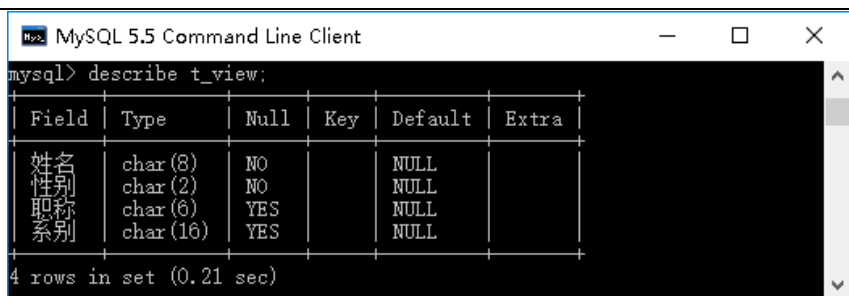 MySQL 5.5 Command Line Client
mysql> describe t_view;
+-------+----------+------+-----+---------+-------+
| Field | Type | Null | Key | Default | Extra |
+-------+----------+------+-----+---------+-------+
| 姓名 | char(8) | NO | | NULL | |
| 性别 | char(2) | NO | | NULL | |
| 职称 | char(6) | YES | | NULL | |
| 系别 | char(16) | YES | | NULL | |
+-------+----------+------+-----+---------+-------+
4 rows in set (0.21 sec)